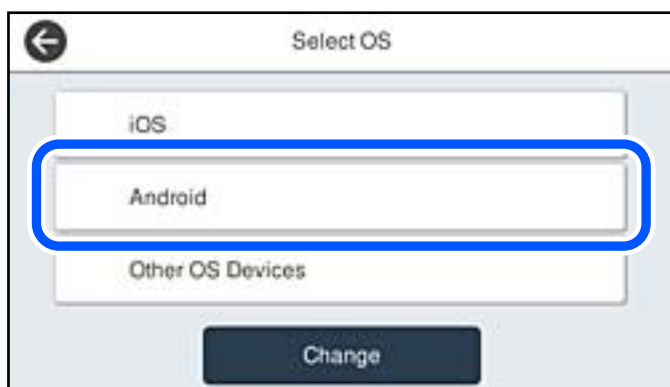 Select OS
iOS
Android
Other OS Devices
Change